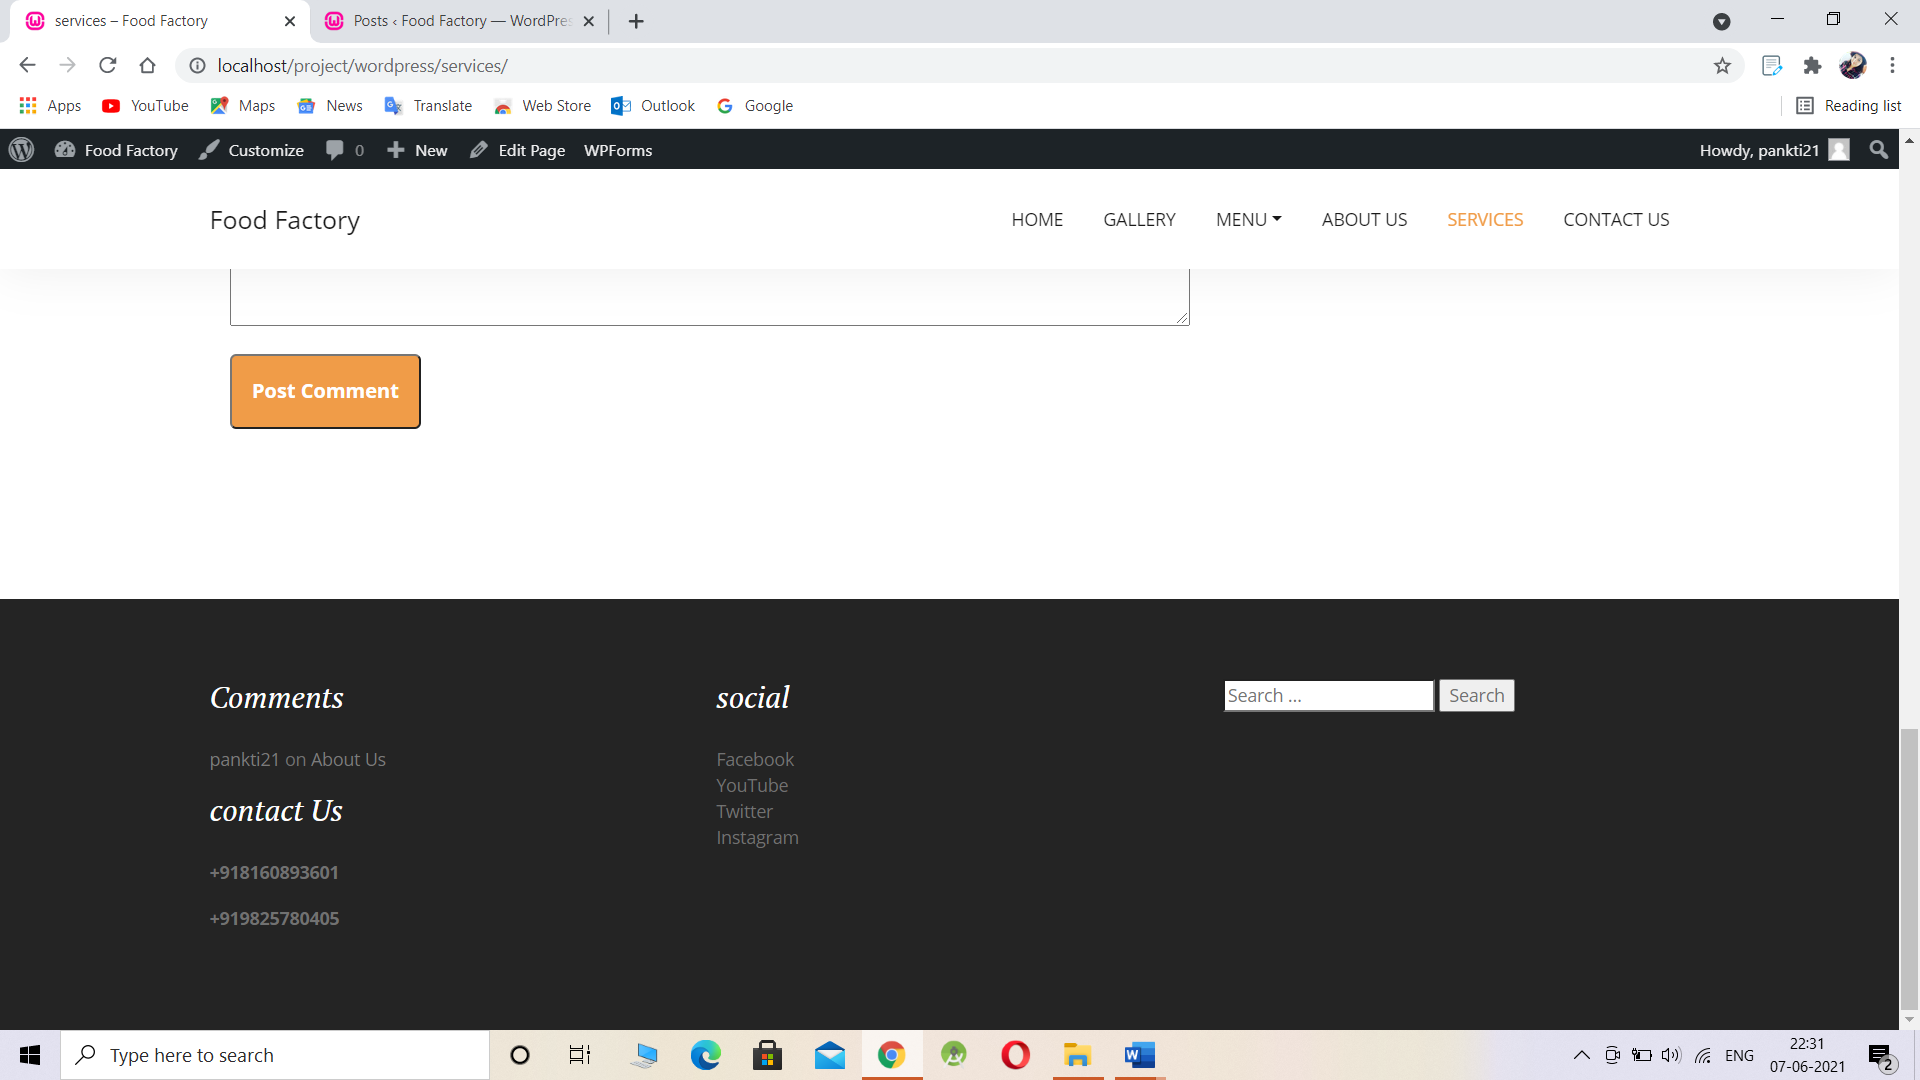 services – Food Factory
Posts ‹ Food Factory — WordPres
localhost/project/wordpress/services/
Apps YouTube Maps News Translate Web Store Outlook Google Reading list
Food Factory Customize 0 New Edit Page WPForms Howdy, pankti21
Food Factory HOME GALLERY MENU ABOUT US SERVICES CONTACT US
Post Comment
Comments
pankti21 on About Us
contact Us
+918160893601
+919825780405
social
Facebook
YouTube
Twitter
Instagram
Search ... Search
Type here to search
ENG
22:31
07-06-2021
2